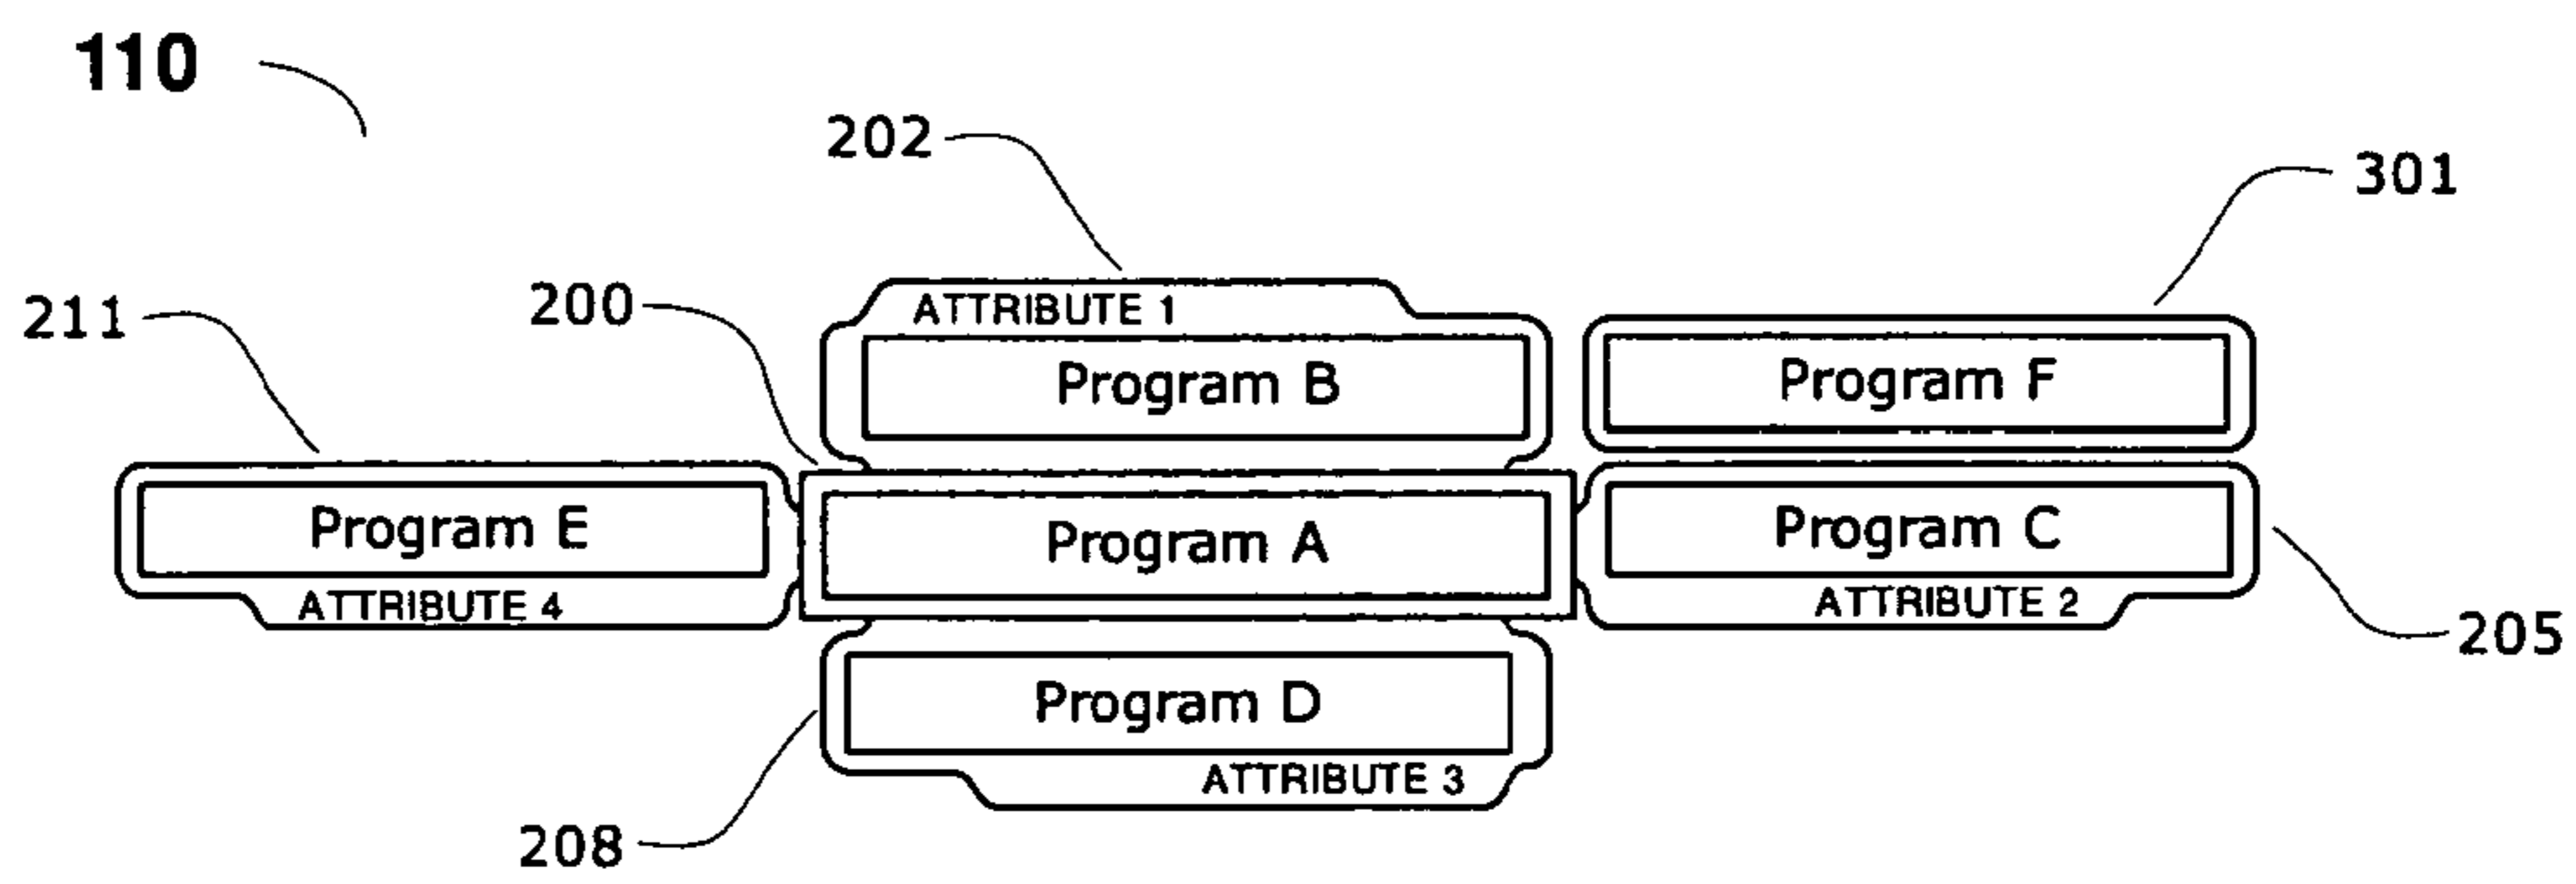 110
202
301
211
200
ATTRIBUTE 1
Program B
Program F
Program E
Program A
Program C
ATTRIBUTE 4
ATTRIBUTE 2
205
Program D
ATTRIBUTE 3
208